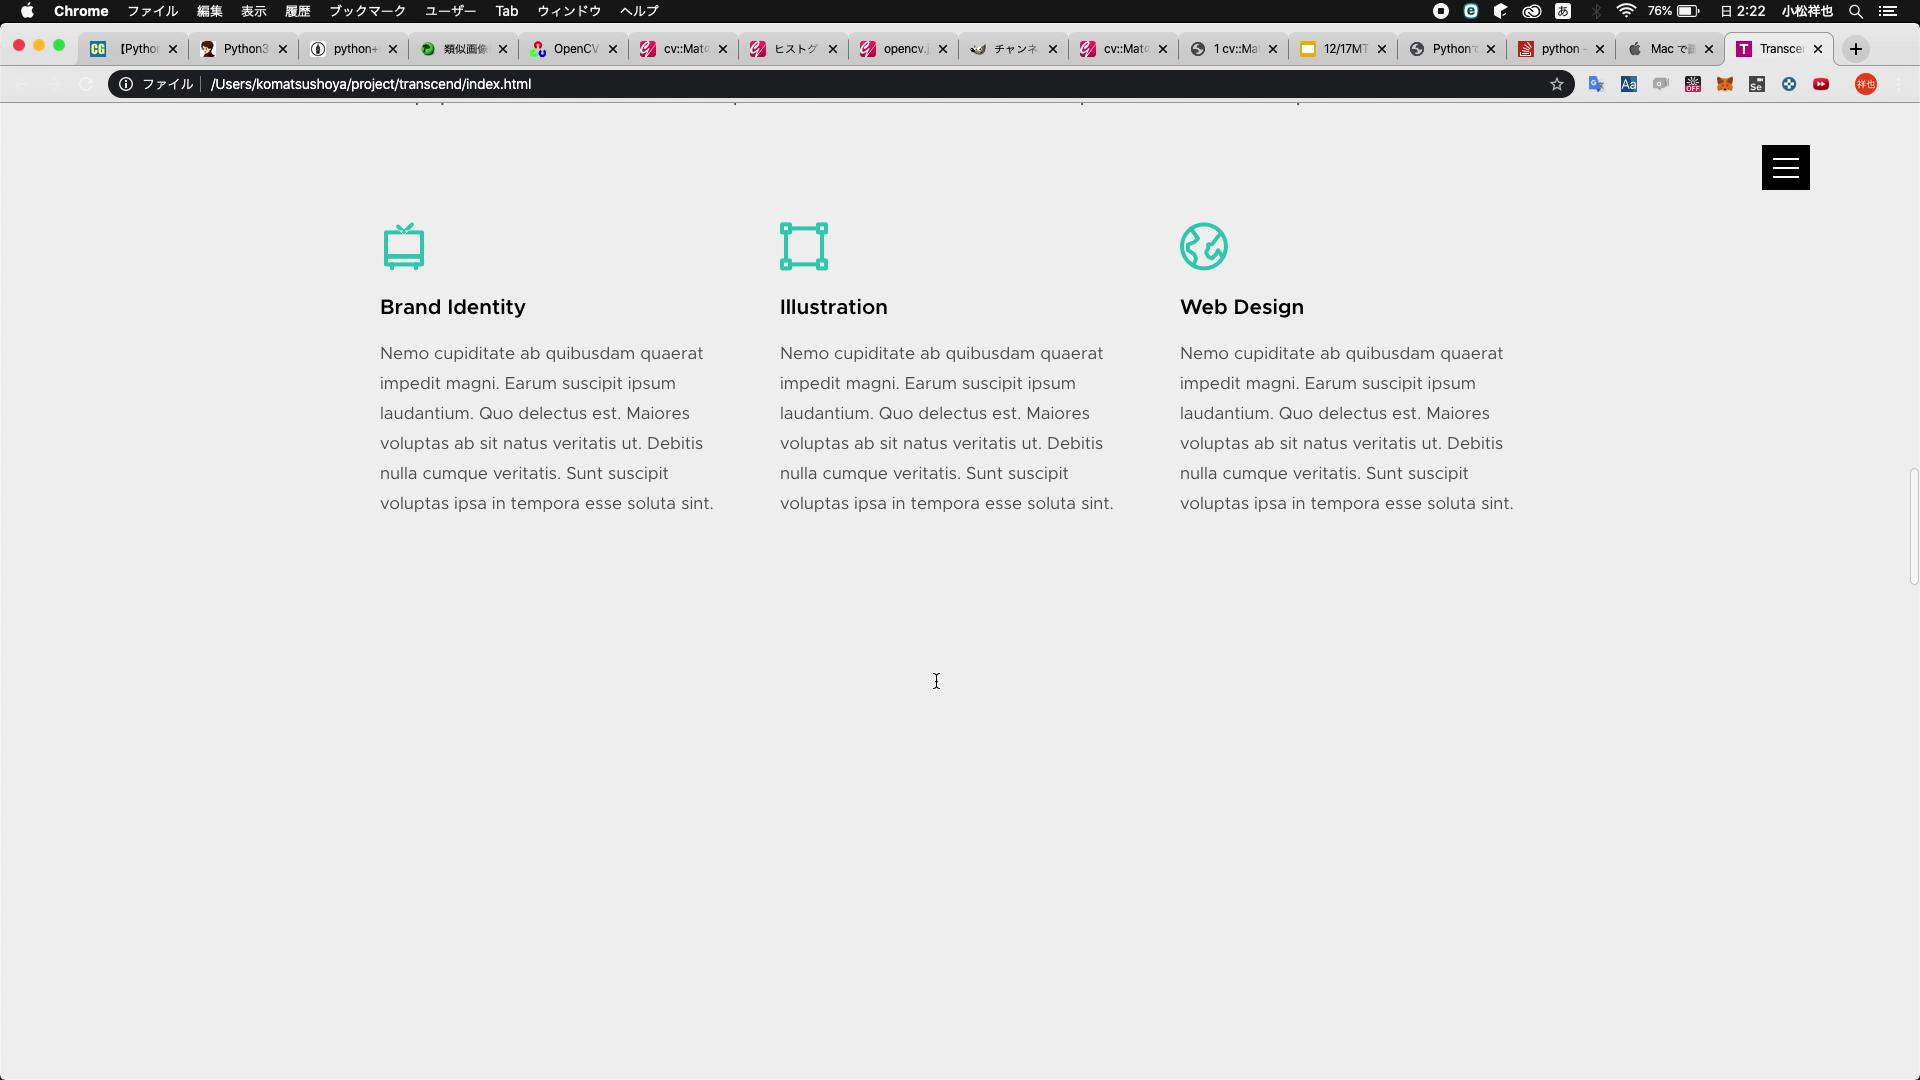 Chrome ファイル 編集 表示 履歴 ブックマーク ユーザー Tab ウィンドウ ヘルプ あ 76% 日 2:22 小松祥也
CG 【Pytho Python3 python+ 類似画像 OpenCV cv::Mat ヒストグ opencv. チャンネ cv::Mat 1 cv::Ma 12/17MT Python python - Mac で T Transce
ファイル /Users/komatsushoya/project/transcend/index.html Aa OFF Se 祥也
Brand Identity
Nemo cupiditate ab quibusdam quaerat
impedit magni. Earum suscipit ipsum
laudantium. Quo delectus est. Maiores
voluptas ab sit natus veritatis ut. Debitis
nulla cumque veritatis. Sunt suscipit
voluptas ipsa in tempora esse soluta sint.
Illustration
Nemo cupiditate ab quibusdam quaerat
impedit magni. Earum suscipit ipsum
laudantium. Quo delectus est. Maiores
voluptas ab sit natus veritatis ut. Debitis
nulla cumque veritatis. Sunt suscipit
voluptas ipsa in tempora esse soluta sint.
Web Design
Nemo cupiditate ab quibusdam quaerat
impedit magni. Earum suscipit ipsum
laudantium. Quo delectus est. Maiores
voluptas ab sit natus veritatis ut. Debitis
nulla cumque veritatis. Sunt suscipit
voluptas ipsa in tempora esse soluta sint.